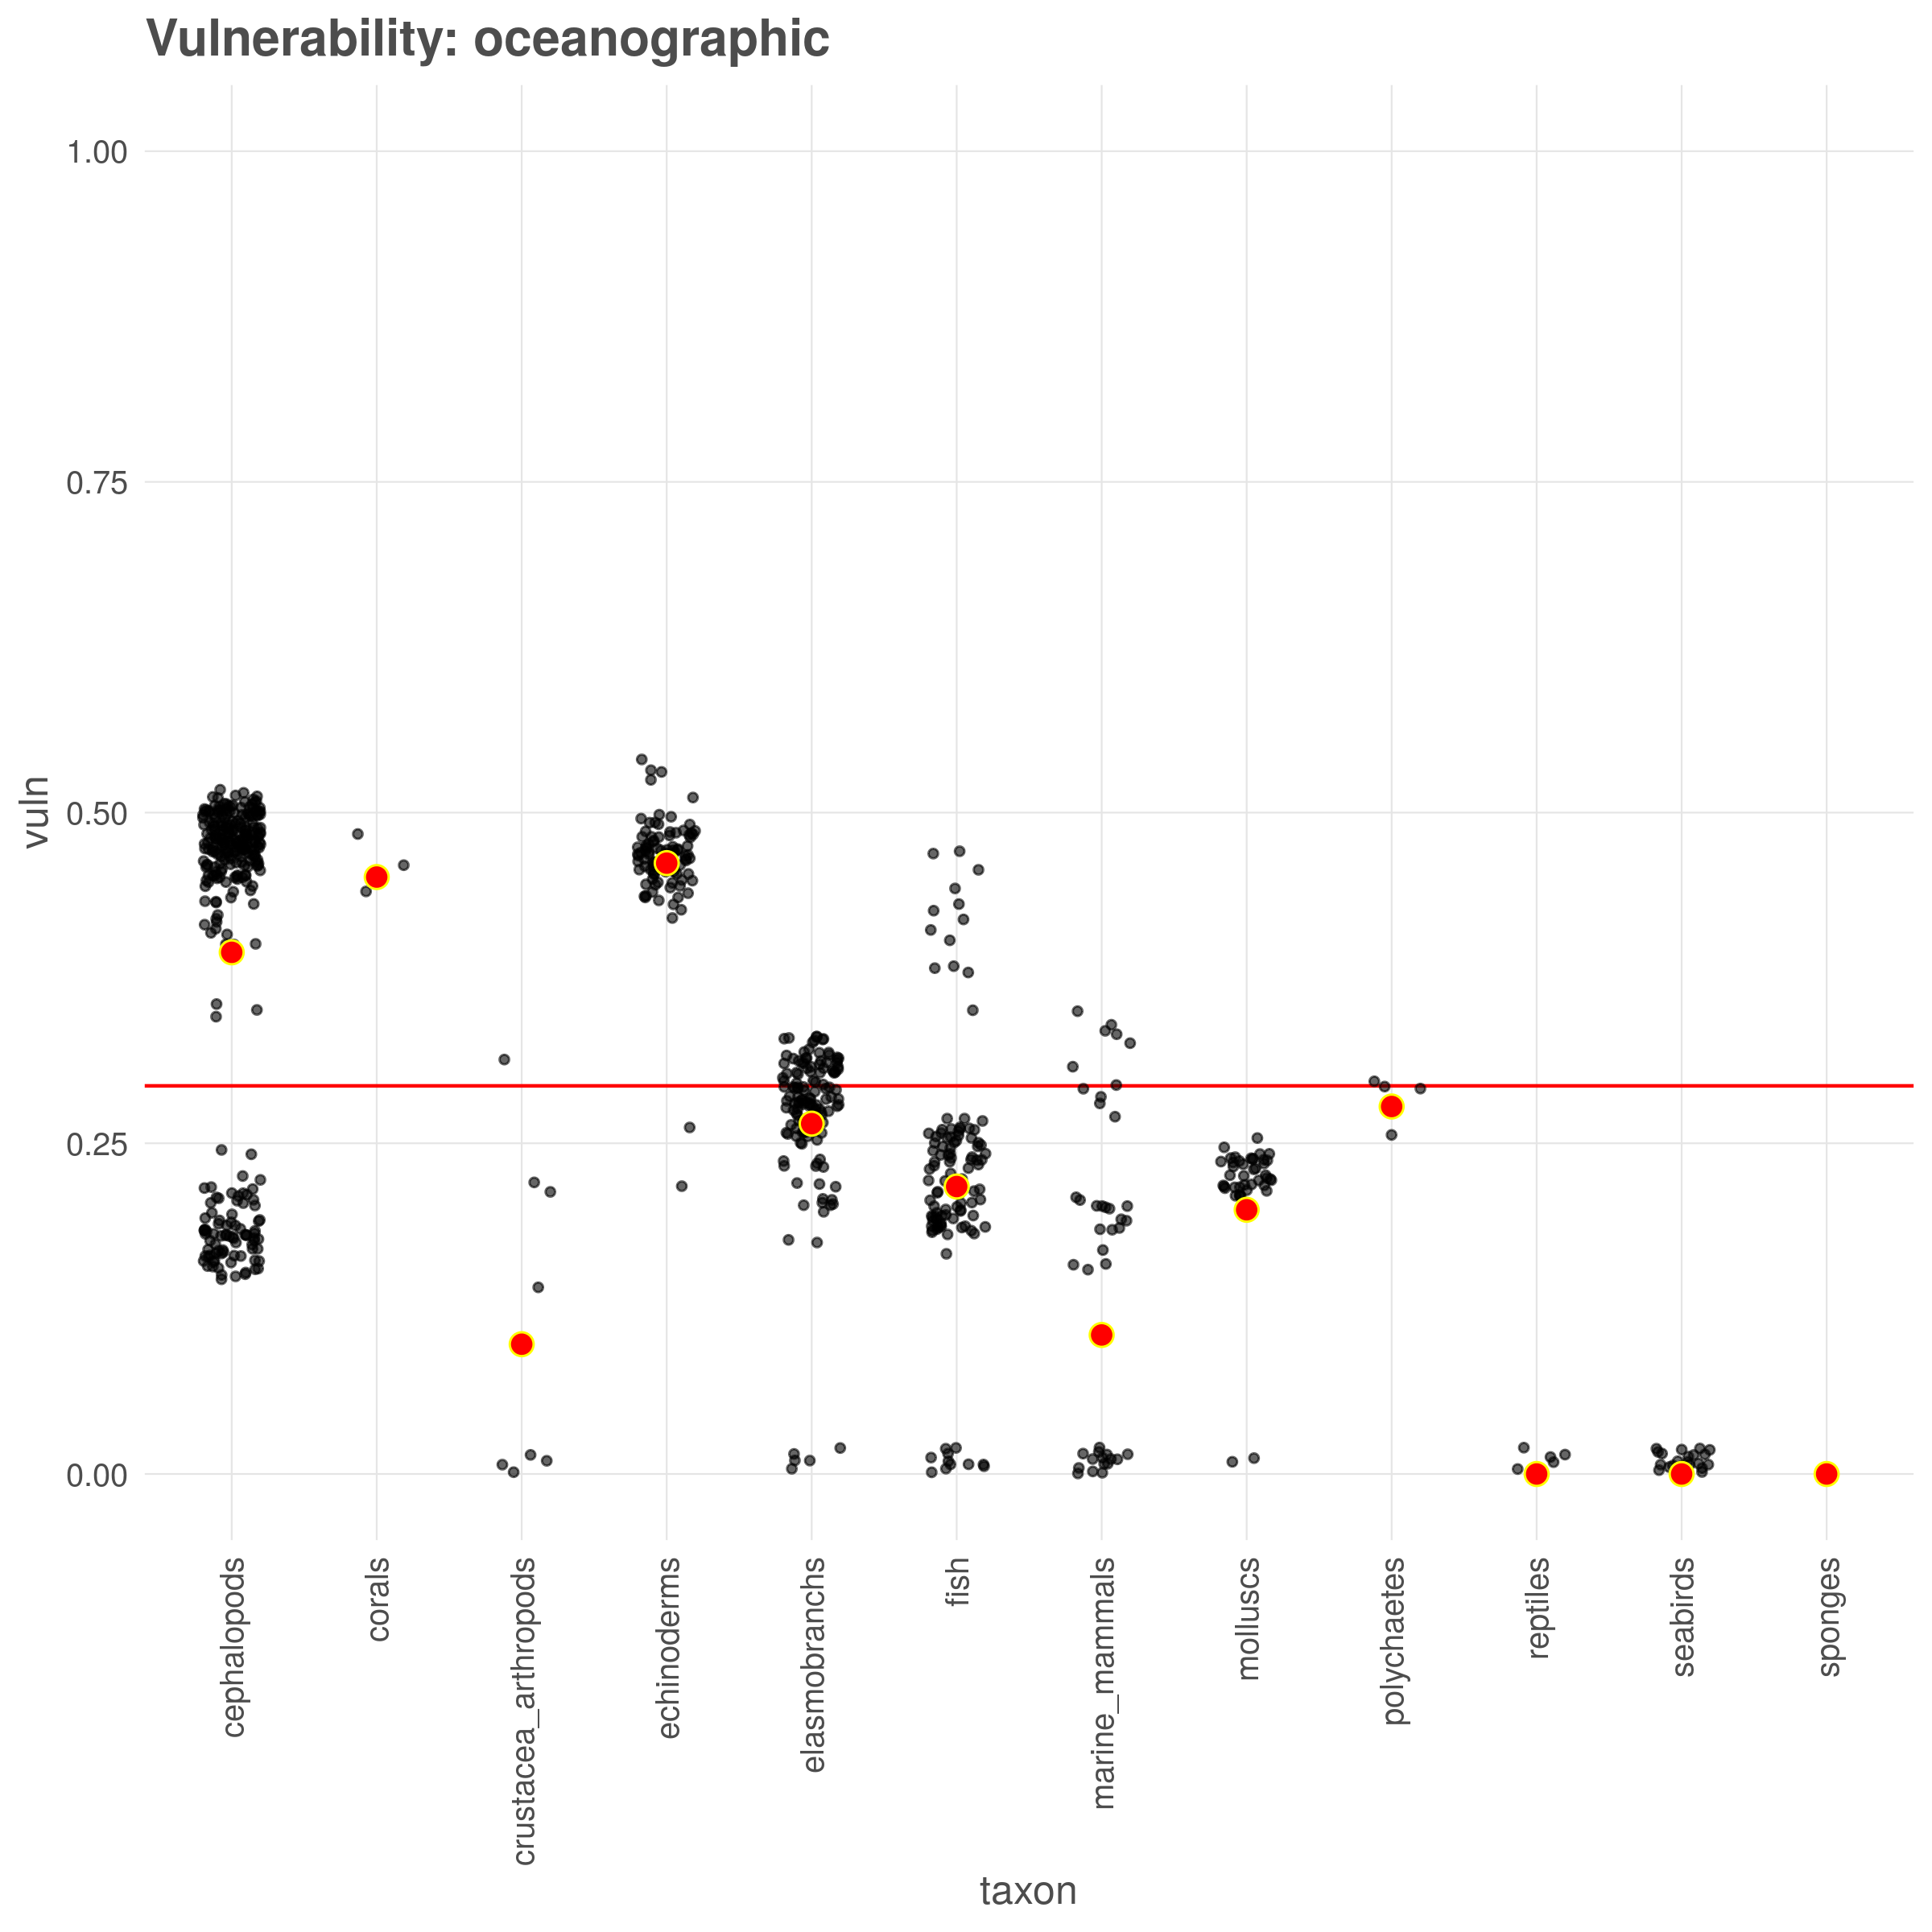 Vulnerability: oceanographic
1.00
0.75
0.50
0.25
0.00
vuln
cephalopods
corals
crustacea_arthropods
echinoderms
elasmobranchs
fish
marine_mammals
molluscs
polychaetes
reptiles
seabirds
sponges
taxon